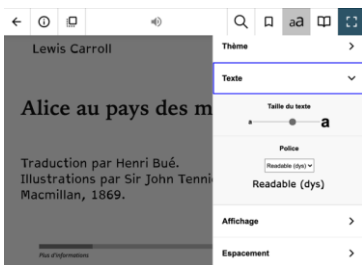 aA
Lewis Carroll
Alice au pays des m
Traduction par Henri Bué.
Illustrations par Sir John Tenni
Macmillan, 1869.
Plus d'informations
Thème
Texte
Taille du texte
a a
Police
Readable (dys)
Readable (dys)
Affichage
Espacement